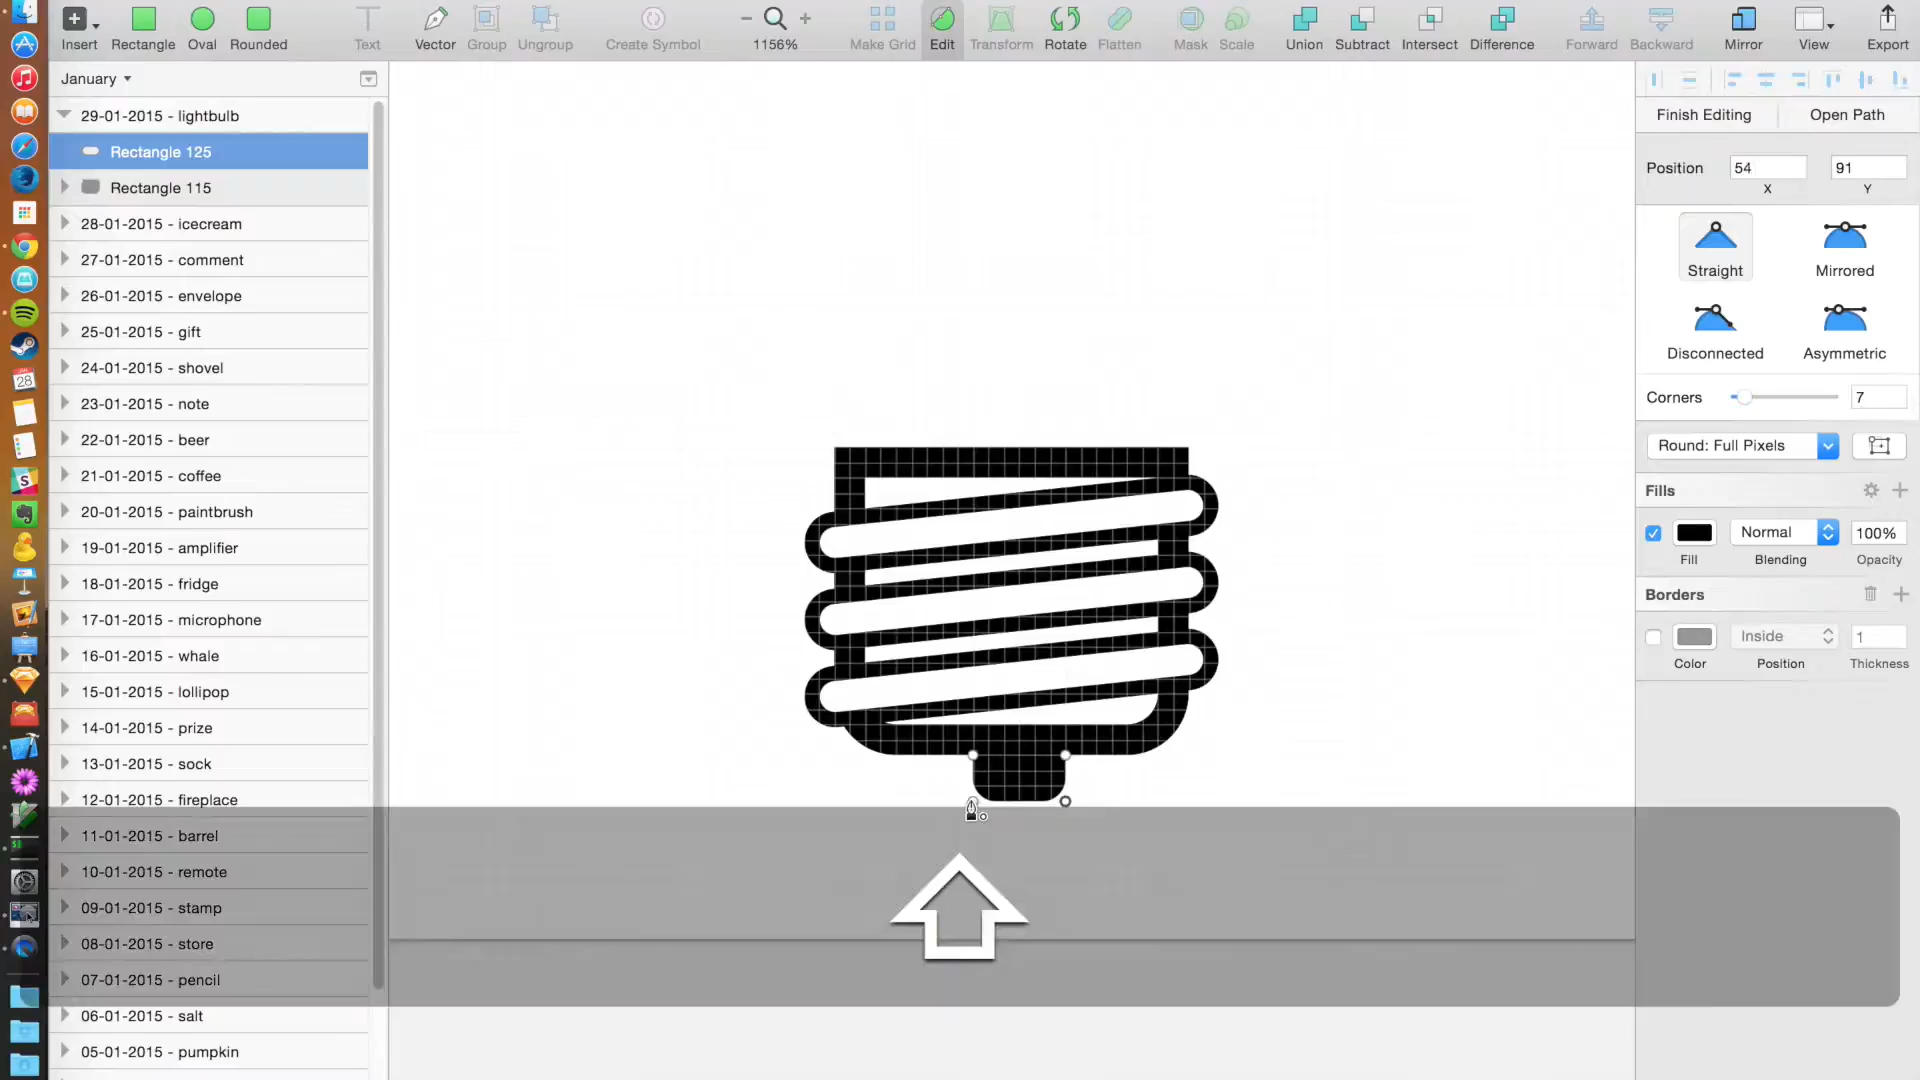 Insert
Rectangle
Oval
Rounded
Text
Vector
Group
Ungroup
Create Symbol
1156%
Make Grid
Edit
Transform
Rotate
Flatten
Mask
Scale
Union
Subtract
Intersect
Difference
Forward
Backward
Mirror
View
Export
January
29-01-2015 - lightbulb
Rectangle 125
Rectangle 115
28-01-2015 - icecream
27-01-2015 - comment
26-01-2015 - envelope
25-01-2015 - gift
24-01-2015 - shovel
23-01-2015 - note
22-01-2015 - beer
21-01-2015 - coffee
20-01-2015 - paintbrush
19-01-2015 - amplifier
18-01-2015 - fridge
17-01-2015 - microphone
16-01-2015 - whale
15-01-2015 - lollipop
14-01-2015 - prize
13-01-2015 - sock
12-01-2015 - fireplace
11-01-2015 - barrel
10-01-2015 - remote
09-01-2015 - stamp
08-01-2015 - store
07-01-2015 - pencil
06-01-2015 - salt
05-01-2015 - pumpkin
Finish Editing
Open Path
Position
54
91
X
Y
Straight
Mirrored
Disconnected
Asymmetric
Corners
7
Round: Full Pixels
Fills
Normal
100%
Fill
Blending
Opacity
Borders
Inside
1
Color
Position
Thickness